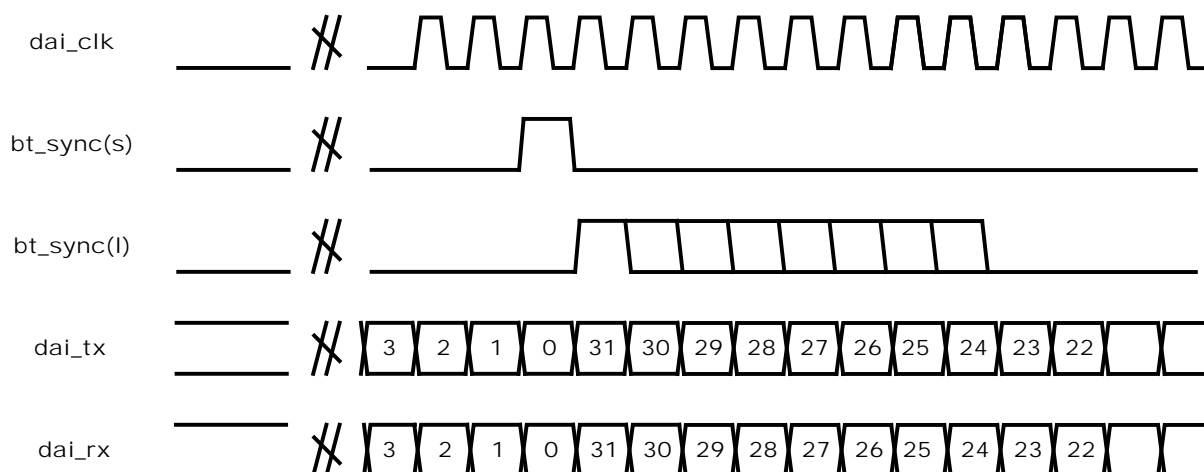 dai_clk
bt_sync(s)
bt_sync(l)
dai_tx 3 2 1 0 31 30 29 28 27 26 25 24 23 22
dai_rx 3 2 1 0 31 30 29 28 27 26 25 24 23 22